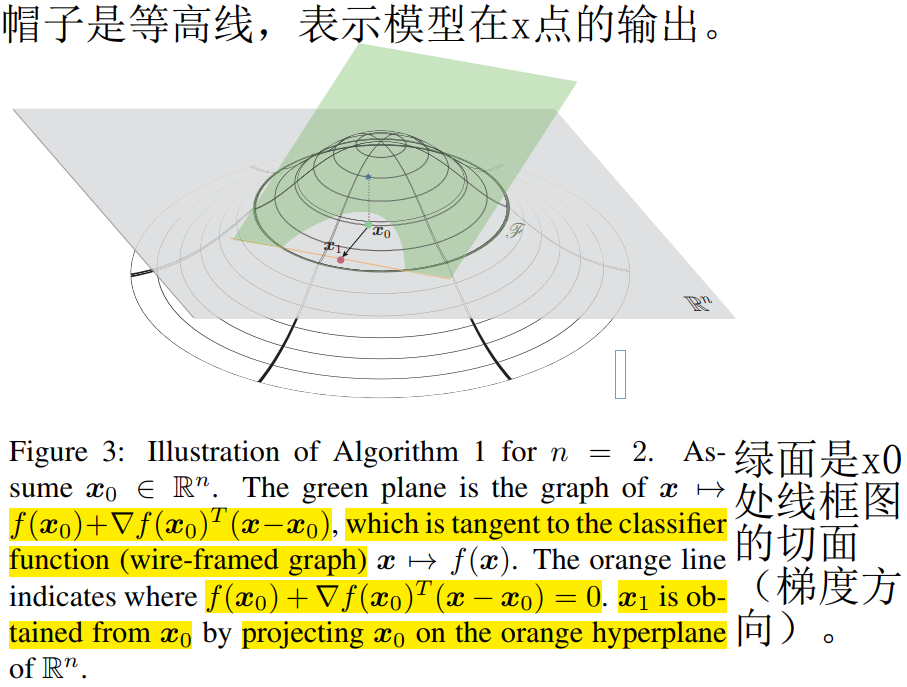 帽子是等高线，表示模型在x点的输出。
x₀
x₁
ℱ
ℝⁿ
Figure 3: Illustration of Algorithm 1 for n = 2. As-
sume x₀ ∈ ℝⁿ. The green plane is the graph of x ↦
f(x₀)+∇f(x₀)ᵀ(x−x₀), which is tangent to the classifier
function (wire-framed graph) x ↦ f(x). The orange line
indicates where f(x₀) + ∇f(x₀)ᵀ(x − x₀) = 0. x₁ is ob-
tained from x₀ by projecting x₀ on the orange hyperplane
of ℝⁿ.
绿面是x0
处线框图
的切面
（梯度方
向）。